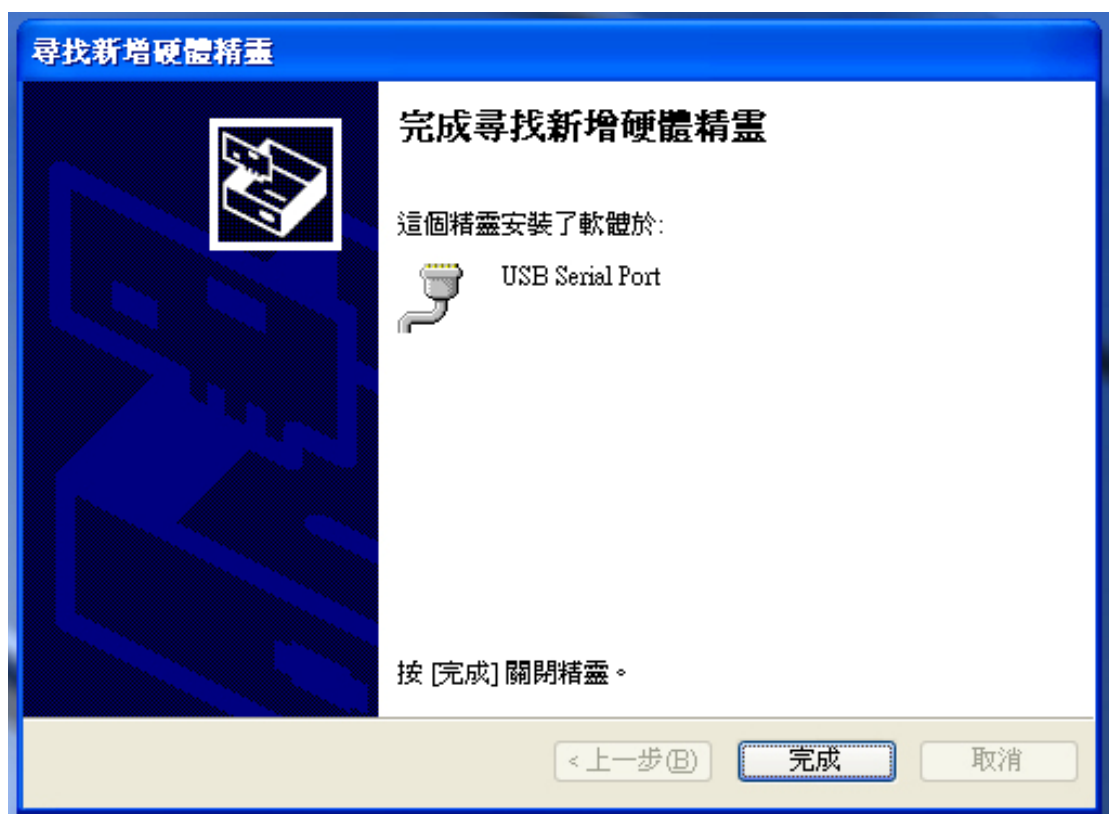 尋找新增硬體精靈
完成尋找新增硬體精靈
這個精靈安裝了軟體於:
USB Serial Port
按 [完成] 關閉精靈。
< 上一步(B)
完成
取消